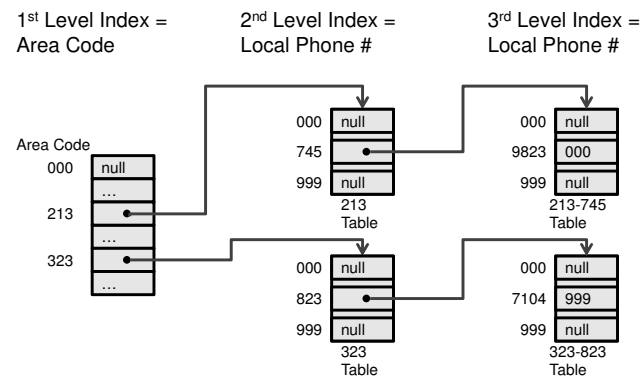 1st Level Index = Area Code
2nd Level Index = Local Phone #
3rd Level Index = Local Phone #
Area Code
000 null
...
213
...
323
...
000 null
745
999 null
213 Table
000 null
9823 000
999 null
213-745 Table
000 null
823
999 null
323 Table
000 null
7104 999
999 null
323-823 Table